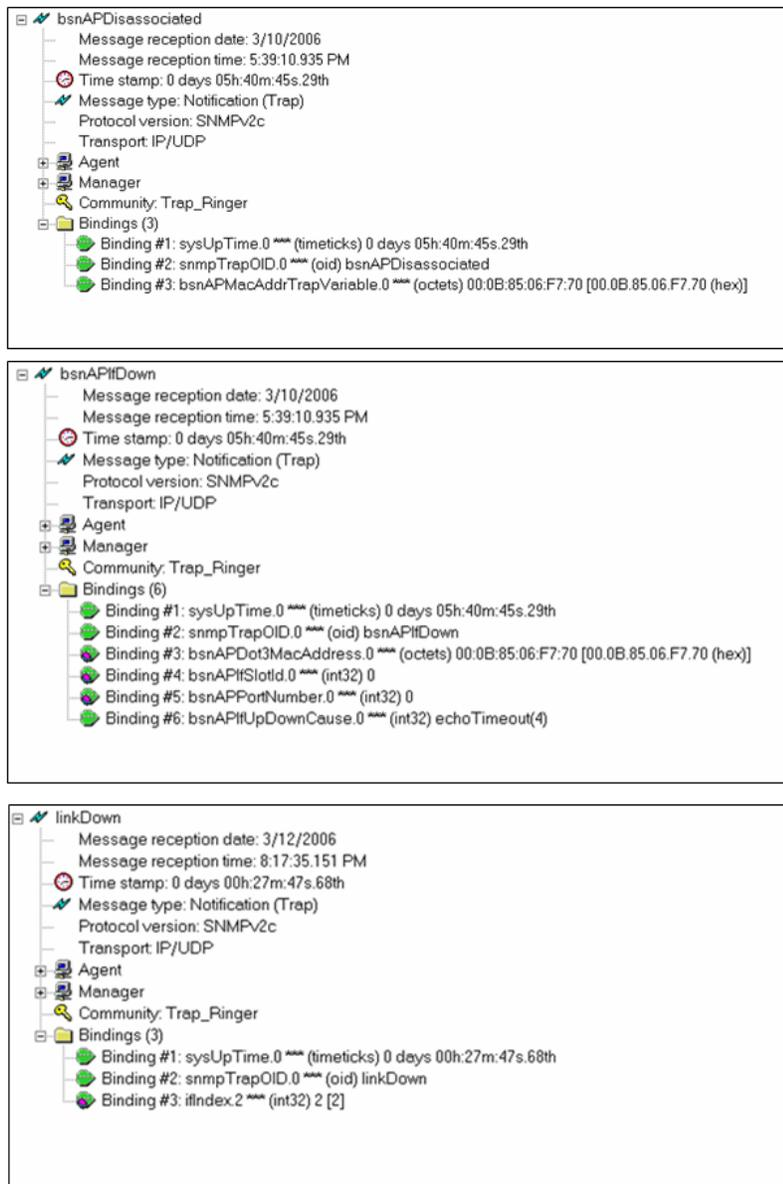 bsnAPDisassociated
Message reception date: 3/10/2006
Message reception time: 5:39:10.935 PM
Time stamp: 0 days 05h:40m:45s.29th
Message type: Notification (Trap)
Protocol version: SNMPv2c
Transport: IP/UDP
Agent
Manager
Community: Trap_Ringer
Bindings (3)
Binding #1: sysUpTime.0 *** (timeticks) 0 days 05h:40m:45s.29th
Binding #2: snmpTrapOID.0 *** (oid) bsnAPDisassociated
Binding #3: bsnAPMacAddrTrapVariable.0 *** (octets) 00:0B:85:06:F7:70 [00.0B.85.06.F7.70 (hex)]
bsnAPIfDown
Message reception date: 3/10/2006
Message reception time: 5:39:10.935 PM
Time stamp: 0 days 05h:40m:45s.29th
Message type: Notification (Trap)
Protocol version: SNMPv2c
Transport: IP/UDP
Agent
Manager
Community: Trap_Ringer
Bindings (6)
Binding #1: sysUpTime.0 *** (timeticks) 0 days 05h:40m:45s.29th
Binding #2: snmpTrapOID.0 *** (oid) bsnAPIfDown
Binding #3: bsnAPDot3MacAddress.0 *** (octets) 00:0B:85:06:F7:70 [00.0B.85.06.F7.70 (hex)]
Binding #4: bsnAPIfSlotId.0 *** (int32) 0
Binding #5: bsnAPPortNumber.0 *** (int32) 0
Binding #6: bsnAPIfUpDownCause.0 *** (int32) echoTimeout(4)
linkDown
Message reception date: 3/12/2006
Message reception time: 8:17:35.151 PM
Time stamp: 0 days 00h:27m:47s.68th
Message type: Notification (Trap)
Protocol version: SNMPv2c
Transport: IP/UDP
Agent
Manager
Community: Trap_Ringer
Bindings (3)
Binding #1: sysUpTime.0 *** (timeticks) 0 days 00h:27m:47s.68th
Binding #2: snmpTrapOID.0 *** (oid) linkDown
Binding #3: ifIndex.2 *** (int32) 2 [2]